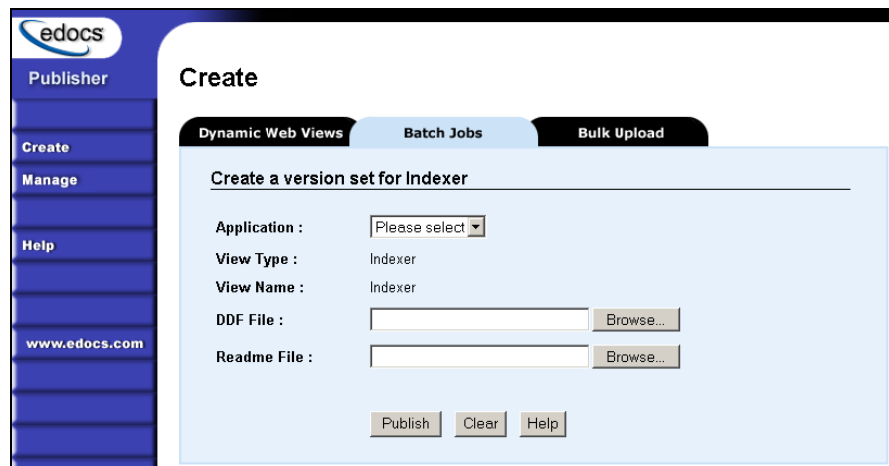 edocs
Publisher
Create
Manage
Help
www.edocs.com
Create
Dynamic Web Views Batch Jobs Bulk Upload
Create a version set for Indexer
Application : Please select
View Type : Indexer
View Name : Indexer
DDF File : Browse...
Readme File : Browse...
Publish Clear Help